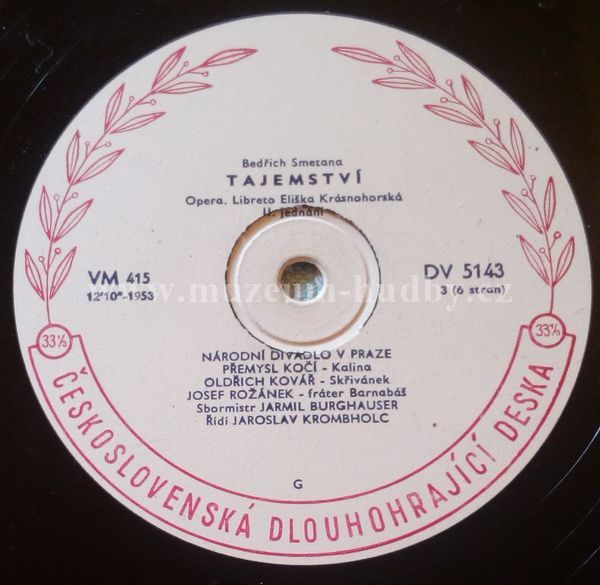 Bedřich Smetana
TAJEMSTVÍ
Opera. Libreto Eliška Krásnohorská
II. jednání
VM 415
12'10"-1953
DV 5143
3 (6 stran)
www.muzeum-hudby.cz
33⅓
33⅓
NÁRODNÍ DIVADLO V PRAZE
PŘEMYSL KOČÍ - Kalina
OLDŘICH KOVÁŘ - Skřivánek
JOSEF ROŽÁNEK - fráter Barnabáš
Sbormistr JARMIL BURGHAUSER
Řídí JAROSLAV KROMBHOLC
G
ČESKOSLOVENSKÁ DLOUHOHRAJÍCÍ DESKA